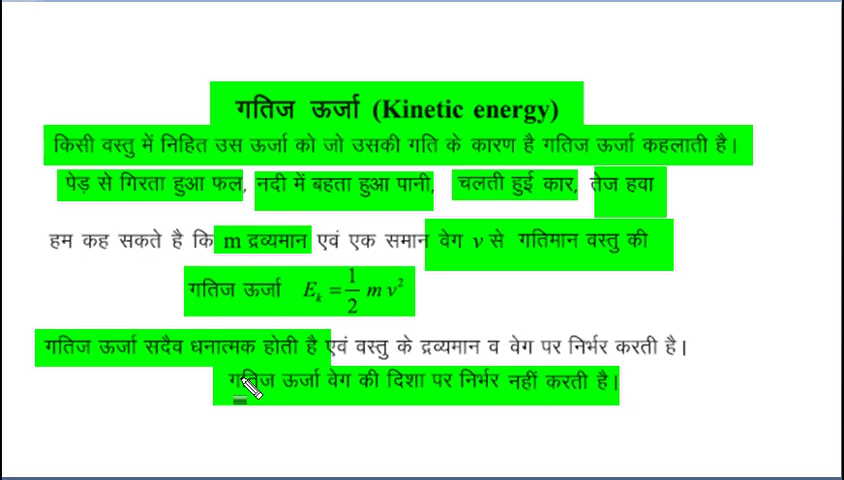 गतिज ऊर्जा (Kinetic energy)
किसी वस्तु में निहित उस ऊर्जा को जो उसकी गति के कारण है गतिज ऊर्जा कहलाती है।
पेड़ से गिरता हुआ फल, नदी में बहता हुआ पानी, चलती हुई कार, तेज हवा
हम कह सकते है कि m द्रव्यमान एवं एक समान वेग v से गतिमान वस्तु की
गतिज ऊर्जा E_k = 1/2 m v²
गतिज ऊर्जा सदैव धनात्मक होती है एवं वस्तु के द्रव्यमान व वेग पर निर्भर करती है।
गतिज ऊर्जा वेग की दिशा पर निर्भर नहीं करती है।